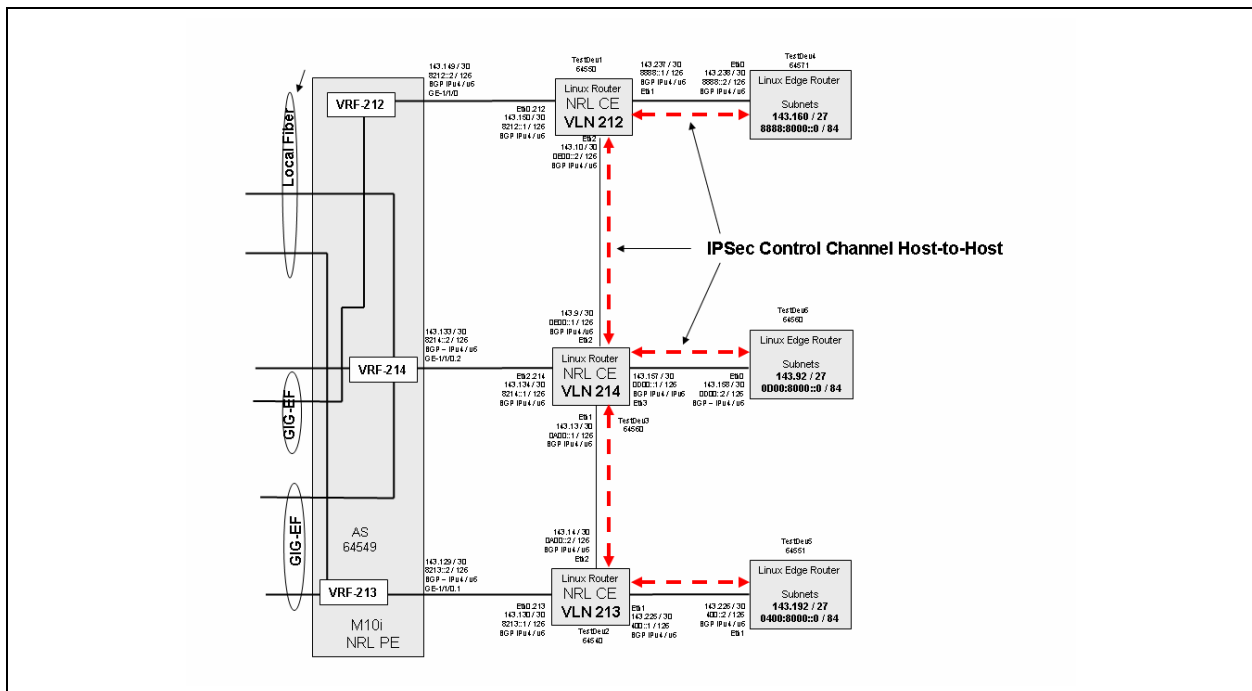 Local Fiber
VRF-212
143.149 / 30
8212::2 / 126
BGP IPv4 / v6
GE-1/1/0
Eth0.212
143.150 / 30
8212::1 / 126
BGP IPv4 / v6
TestDev1
64550
Linux Router
NRL CE
VLN 212
143.237 / 30
8888::1 / 126
BGP IPv4 / v6
Eth1
Eth0
143.238 / 30
8888::2 / 126
BGP IPv4 / v6
TestDev4
64571
Linux Edge Router
Subnets
143.160 / 27
8888:8000::0 / 84
Eth2
143.10 / 30
0E00::2 / 126
BGP IPv4 / v6
IPSec Control Channel Host-to-Host
143.9 / 30
0E00::1 / 126
BGP IPv4 / v6
Eth2
GIG-EF
VRF-214
143.133 / 30
8214::2 / 126
BGP – IPv4 / v6
GE-1/1/0.2
Eth2.214
143.134 / 30
8214::1 / 126
BGP IPv4 / v6
Linux Router
NRL CE
VLN 214
TestDev3
64560
143.157 / 30
0D00::1 / 126
BGP IPv4 / IPv6
Eth3
Eth0
143.158 / 30
0D00::2 / 126
BGP – IPv4 / v6
TestDev6
64560
Linux Edge Router
Subnets
143.92 / 27
0D00:8000::0 / 84
Eth1
143.13 / 30
0A00::1 / 126
BGP IPv4 / v6
143.14 / 30
0A00::2 / 126
BGP IPv4 / v6
Eth2
GIG-EF
AS
64549
VRF-213
M10i
NRL PE
143.129 / 30
8213::2 / 126
BGP – IPv4 / v6
GE-1/1/0.1
Eth0.213
143.130 / 30
8213::1 / 126
BGP IPv4 / v6
Linux Router
NRL CE
VLN 213
TestDev2
64540
Eth1
143.225 / 30
400::1 / 126
BGP IPv4 / v6
143.226 / 30
400::2 / 126
BGP IPv4 / v6
Eth1
TestDev5
64551
Linux Edge Router
Subnets
143.192 / 27
0400:8000::0 / 84